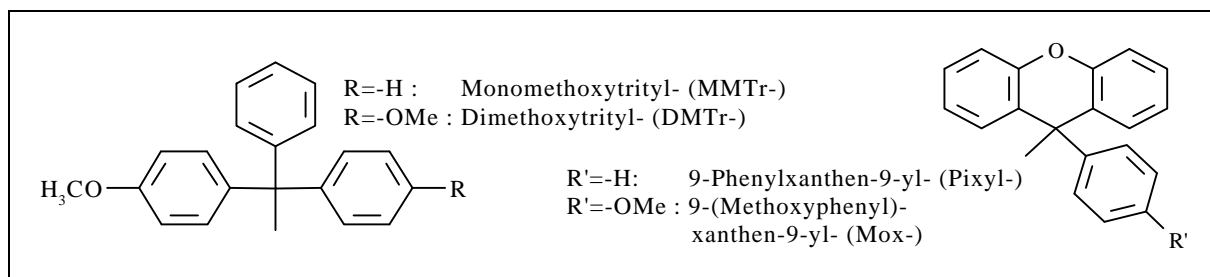 R=-H : Monomethoxytrityl- (MMTr-)
R=-OMe : Dimethoxytrityl- (DMTr-)
H3CO
R
O
R'=-H: 9-Phenylxanthen-9-yl- (Pixyl-)
R'=-OMe : 9-(Methoxyphenyl)-
xanthen-9-yl- (Mox-)
R'